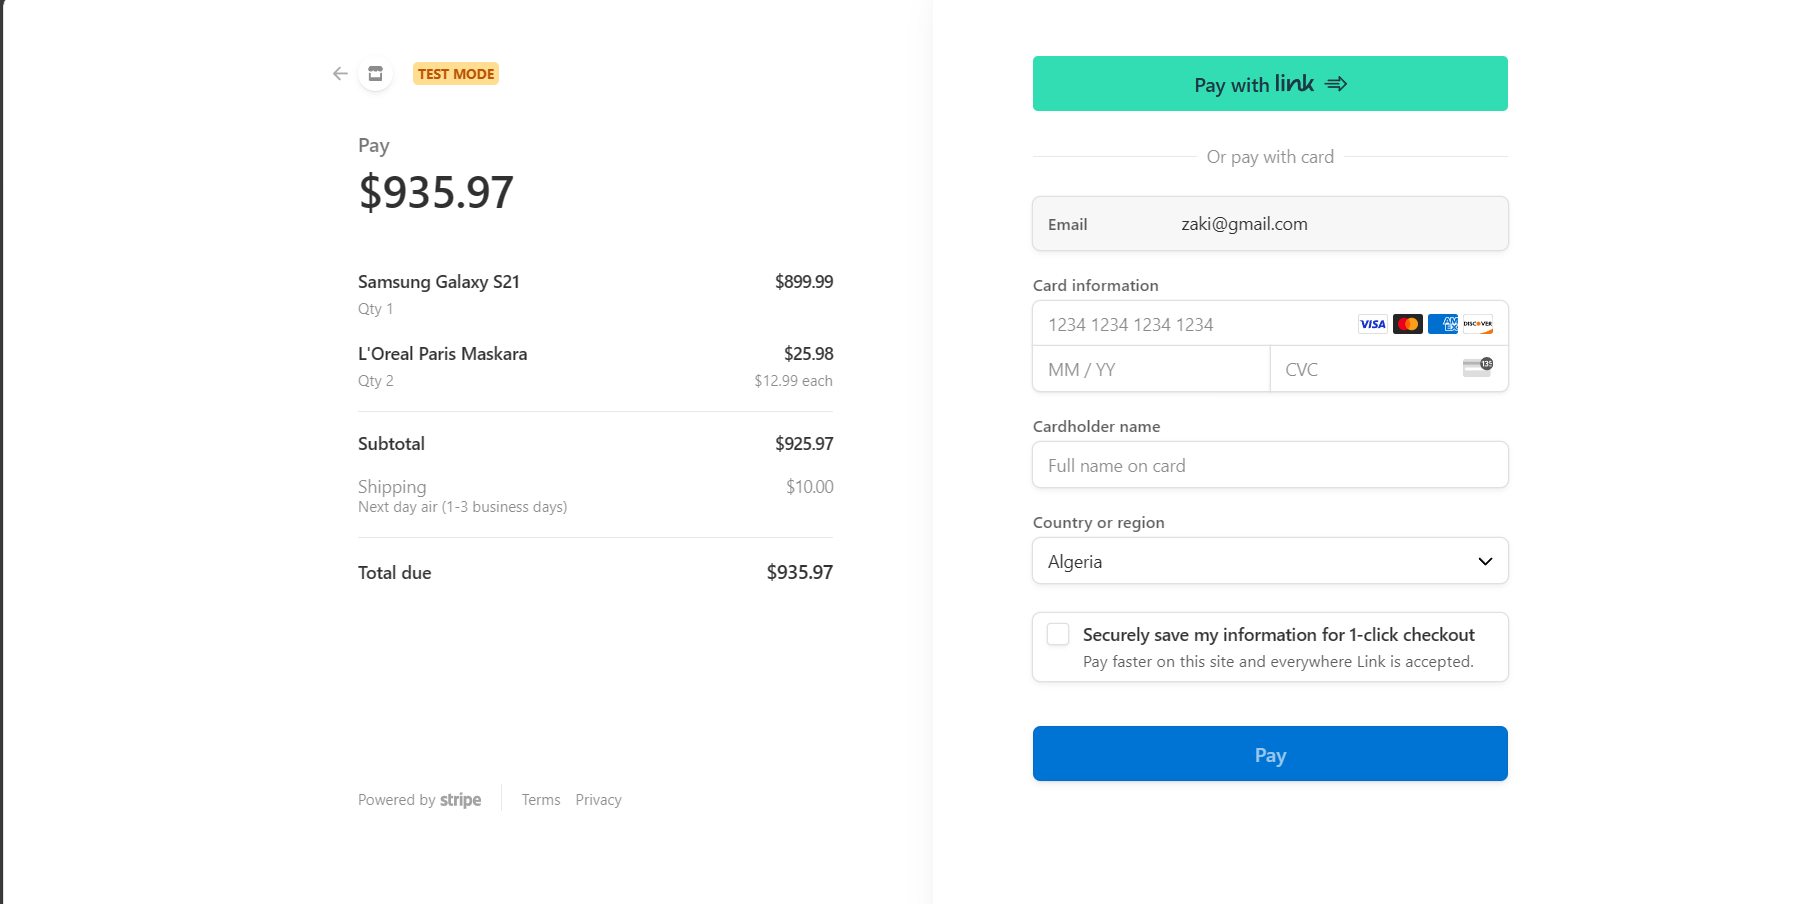 TEST MODE
Pay
$935.97
Samsung Galaxy S21 $899.99
Qty 1
L'Oreal Paris Maskara $25.98
Qty 2 $12.99 each
Subtotal $925.97
Shipping $10.00
Next day air (1-3 business days)
Total due $935.97
Powered by stripe Terms Privacy
Pay with link
Or pay with card
Email zaki@gmail.com
Card information
1234 1234 1234 1234 VISA AMEX DISCOVER
MM / YY CVC 135
Cardholder name
Full name on card
Country or region
Algeria
Securely save my information for 1-click checkout
Pay faster on this site and everywhere Link is accepted.
Pay